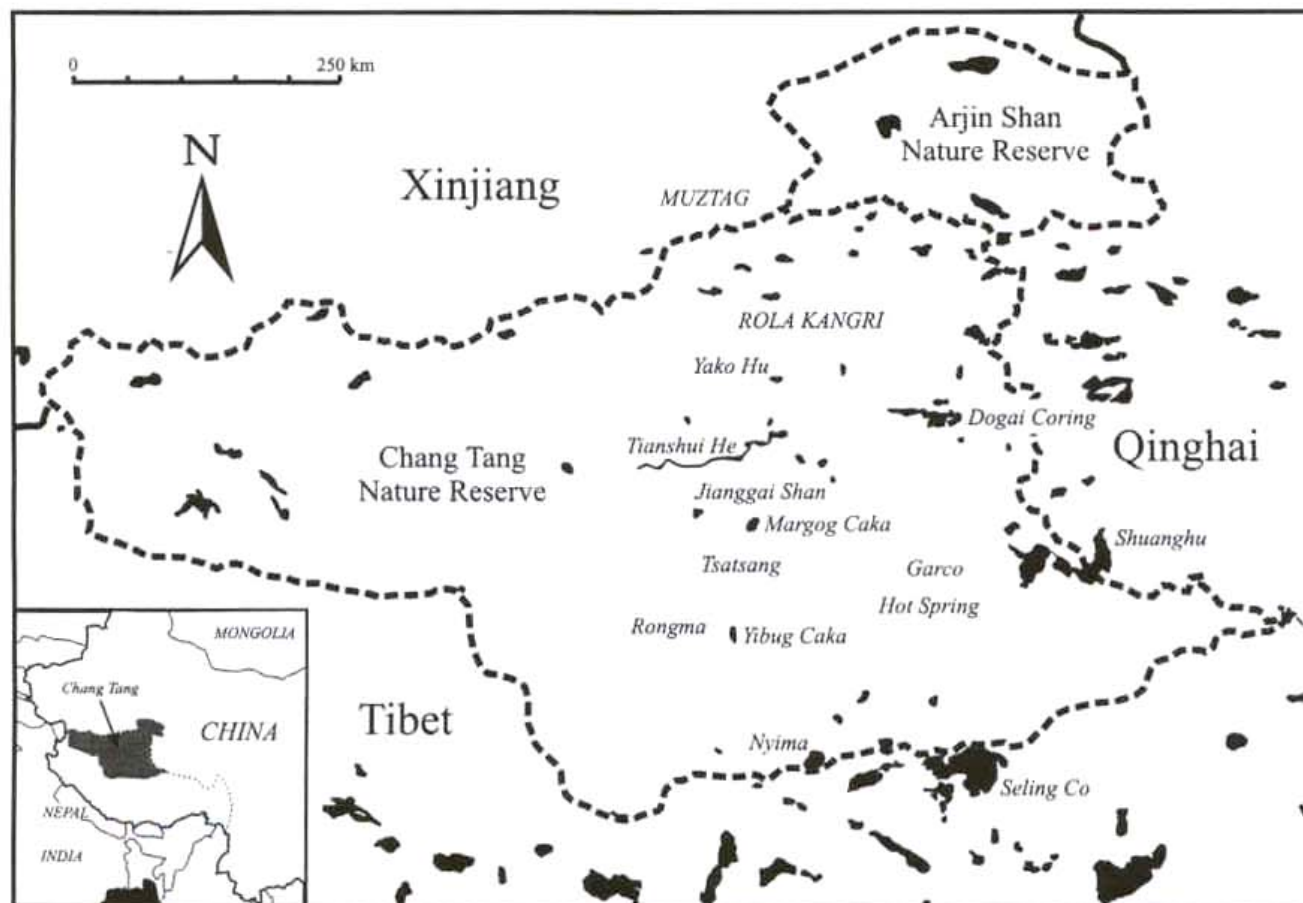 0 250 km
N
Xinjiang
Arjin Shan
Nature Reserve
MUZTAG
ROLA KANGRI
Yako Hu
Dogai Coring
Tianshui He
Qinghai
Chang Tang
Nature Reserve
Jianggai Shan
Margog Caka
Shuanghu
Tsatsang
Garco
Hot Spring
Rongma
Yibug Caka
Tibet
Nyima
Seling Co
MONGOLIA
Chang Tang
CHINA
NEPAL
INDIA